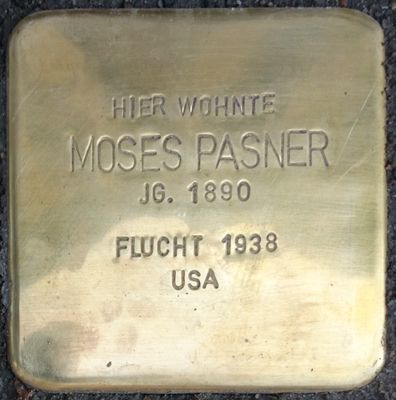 HIER WOHNTE
MOSES PASNER
JG. 1890
FLUCHT 1938
USA